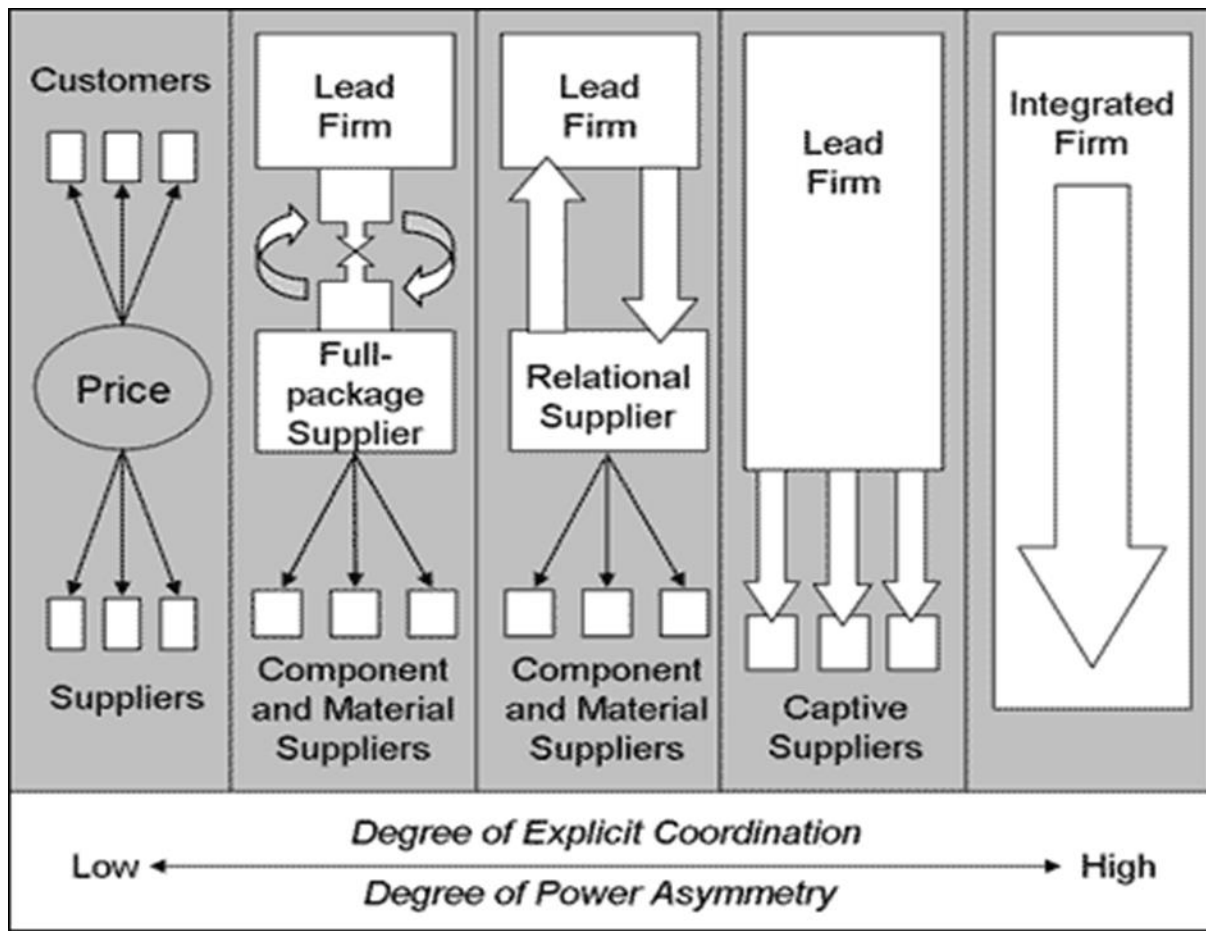 Customers
Price
Suppliers
Lead
Firm
Full-
package
Supplier
Component
and Material
Suppliers
Lead
Firm
Relational
Supplier
Component
and Material
Suppliers
Lead
Firm
Captive
Suppliers
Integrated
Firm
Degree of Explicit Coordination
Low
High
Degree of Power Asymmetry